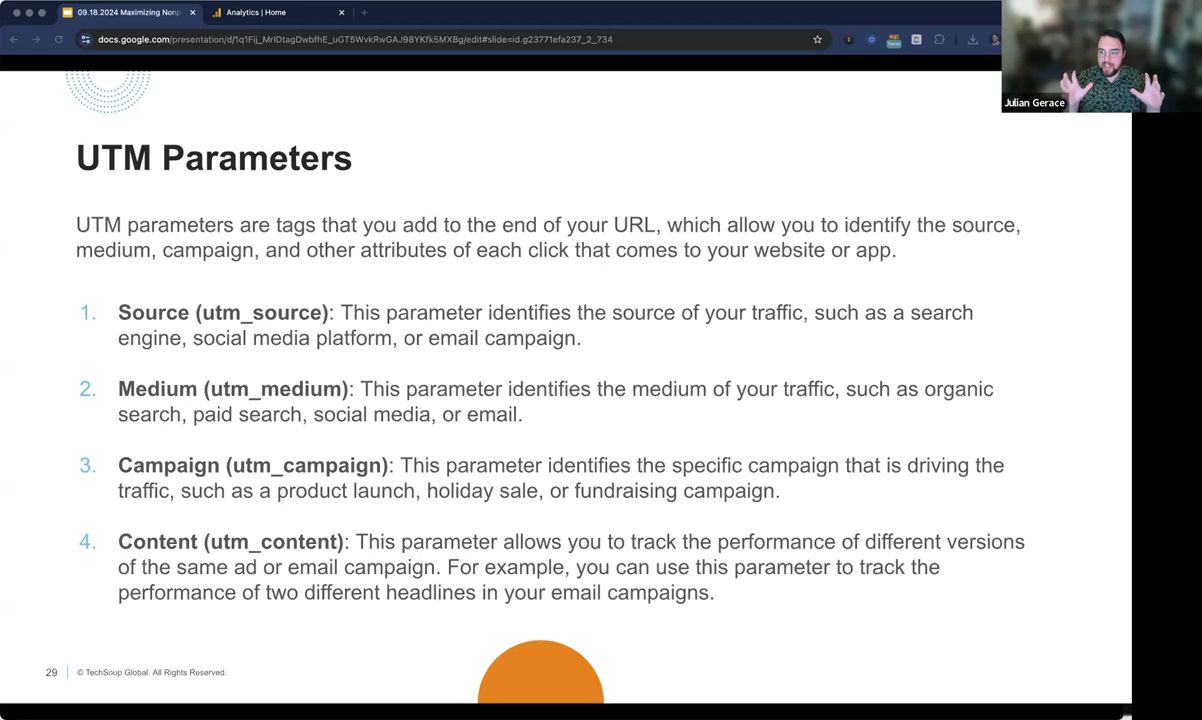 09.18.2024 Maximizing Nonp
Analytics | Home
docs.google.com/presentation/d/1q1Fij_MrlDtagDwbfhE_uGT5WvkRwGAJ98YKfk5MXBg/edit#slide=id.g23771efa237_2_734
Julian Gerace
UTM Parameters
UTM parameters are tags that you add to the end of your URL, which allow you to identify the source,
medium, campaign, and other attributes of each click that comes to your website or app.
1. Source (utm_source): This parameter identifies the source of your traffic, such as a search
engine, social media platform, or email campaign.
2. Medium (utm_medium): This parameter identifies the medium of your traffic, such as organic
search, paid search, social media, or email.
3. Campaign (utm_campaign): This parameter identifies the specific campaign that is driving the
traffic, such as a product launch, holiday sale, or fundraising campaign.
4. Content (utm_content): This parameter allows you to track the performance of different versions
of the same ad or email campaign. For example, you can use this parameter to track the
performance of two different headlines in your email campaigns.
29 | © TechSoup Global. All Rights Reserved.